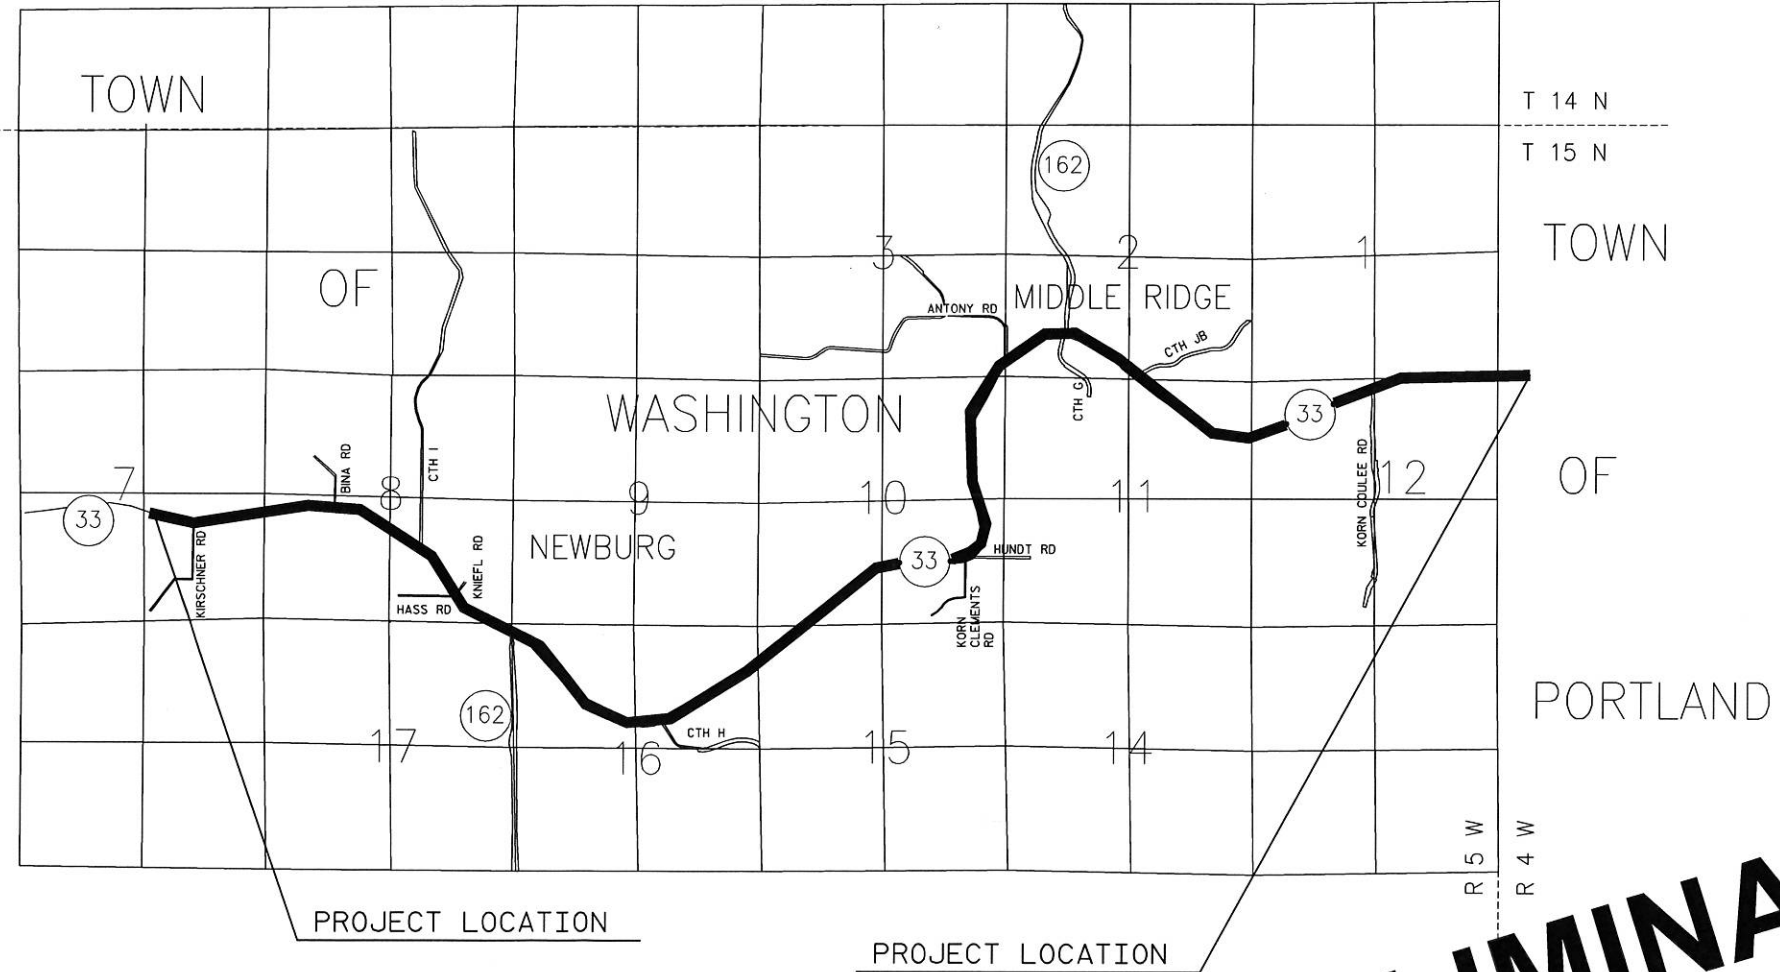 TOWN
T 14 N
T 15 N
162
TOWN
3
2
1
OF
MIDDLE RIDGE
ANTONY RD
CTH JB
CTH G
WASHINGTON
33
BINA RD
CTH I
KORN COULEE RD
OF
7
8
9
10
11
12
33
KIRSCHNER RD
KNIEFL RD
NEWBURG
33
HUNDT RD
HASS RD
KORN
CLEMENTS
RD
162
CTH H
PORTLAND
17
16
15
14
R 5 W
R 4 W
PROJECT LOCATION
PROJECT LOCATION